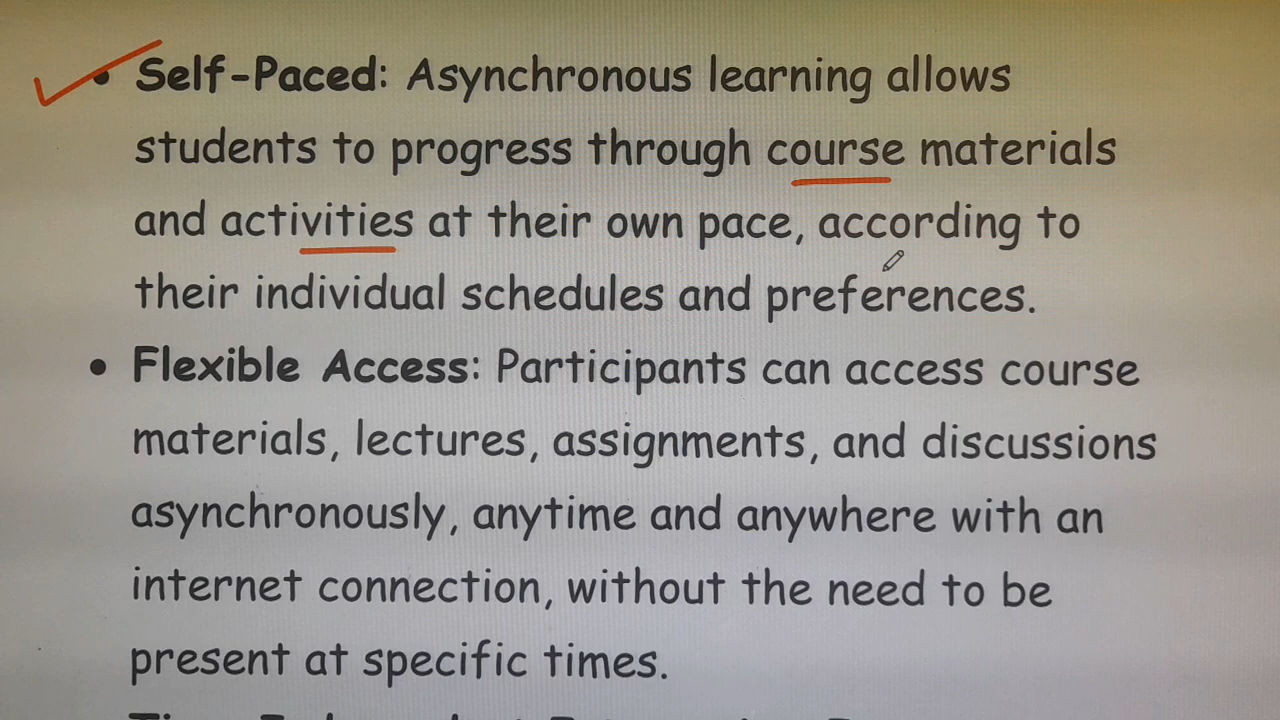 • Self-Paced: Asynchronous learning allows
students to progress through course materials
and activities at their own pace, according to
their individual schedules and preferences.
• Flexible Access: Participants can access course
materials, lectures, assignments, and discussions
asynchronously, anytime and anywhere with an
internet connection, without the need to be
present at specific times.